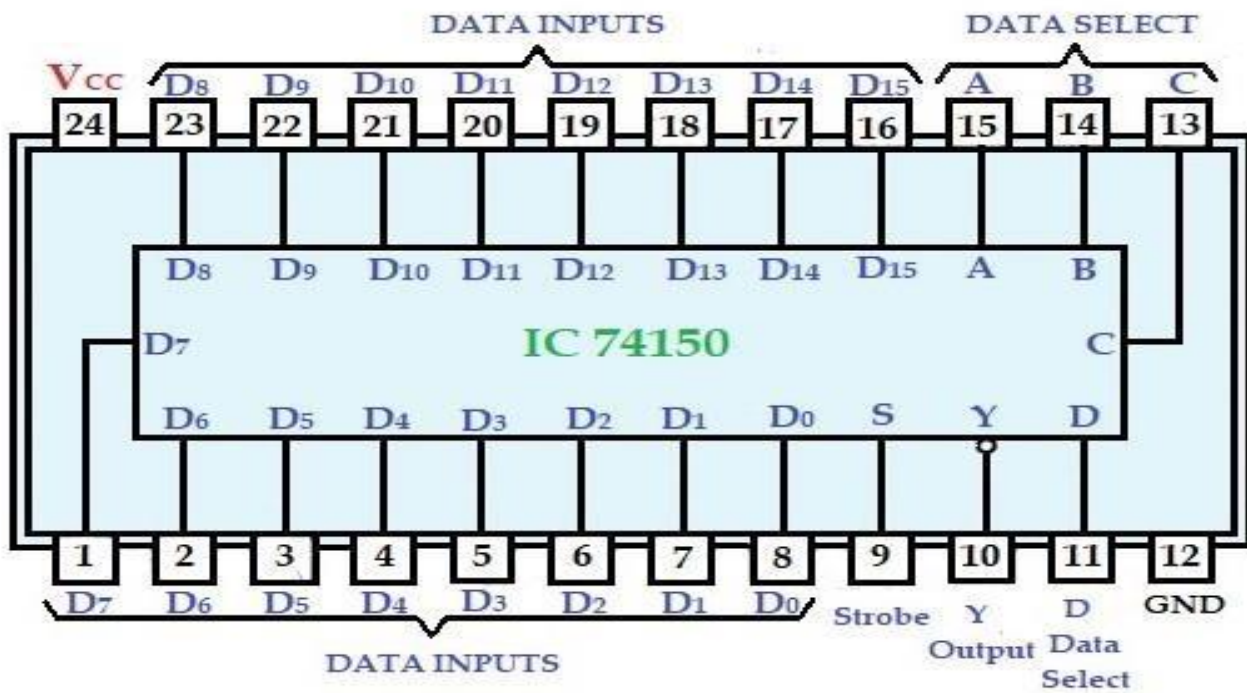 DATA INPUTS DATA SELECT
VCC D8 D9 D10 D11 D12 D13 D14 D15 A B C
24 23 22 21 20 19 18 17 16 15 14 13
D8 D9 D10 D11 D12 D13 D14 D15 A B
D7 IC 74150 C
D6 D5 D4 D3 D2 D1 D0 S Y D
1 2 3 4 5 6 7 8 9 10 11 12
D7 D6 D5 D4 D3 D2 D1 D0 Strobe Y D GND
Output Data
DATA INPUTS Select